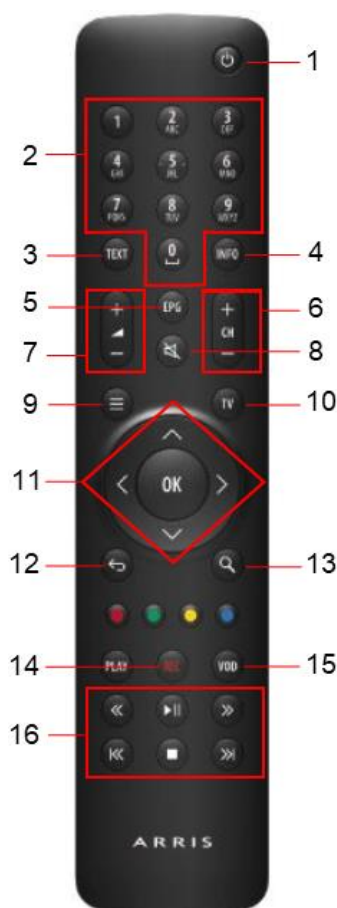 1
1 2 3
2 ABC DEF
4 5 6
GHI JKL MNO
7 8 9
PQRS TUV WXYZ
3 TEXT 0 INFO 4
5 EPG 6
+ +
CH
7 - - 8
9 TV 10
11 OK
12 13
14 PLAY REC VOD 15
16
ARRIS